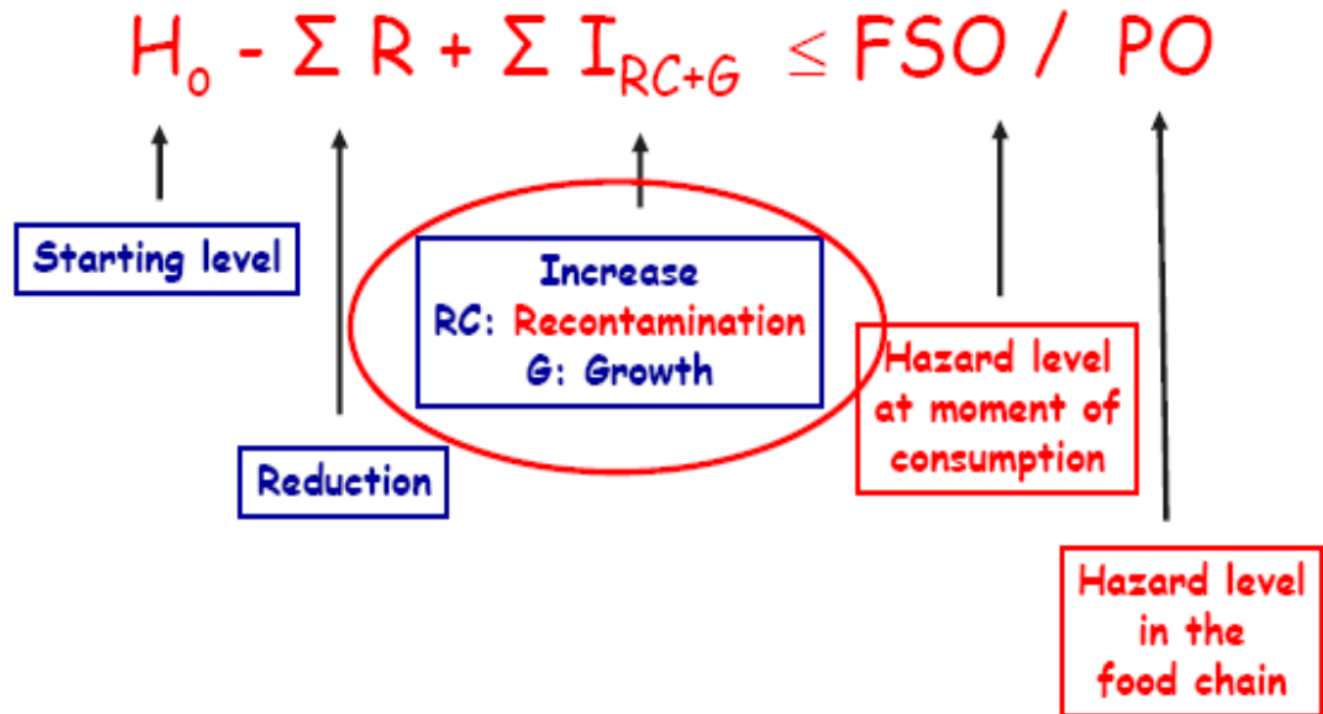 H₀ - Σ R + Σ I_RC+G ≤ FSO / PO
Starting level
Increase
RC: Recontamination
G: Growth
Reduction
Hazard level
at moment of
consumption
Hazard level
in the
food chain